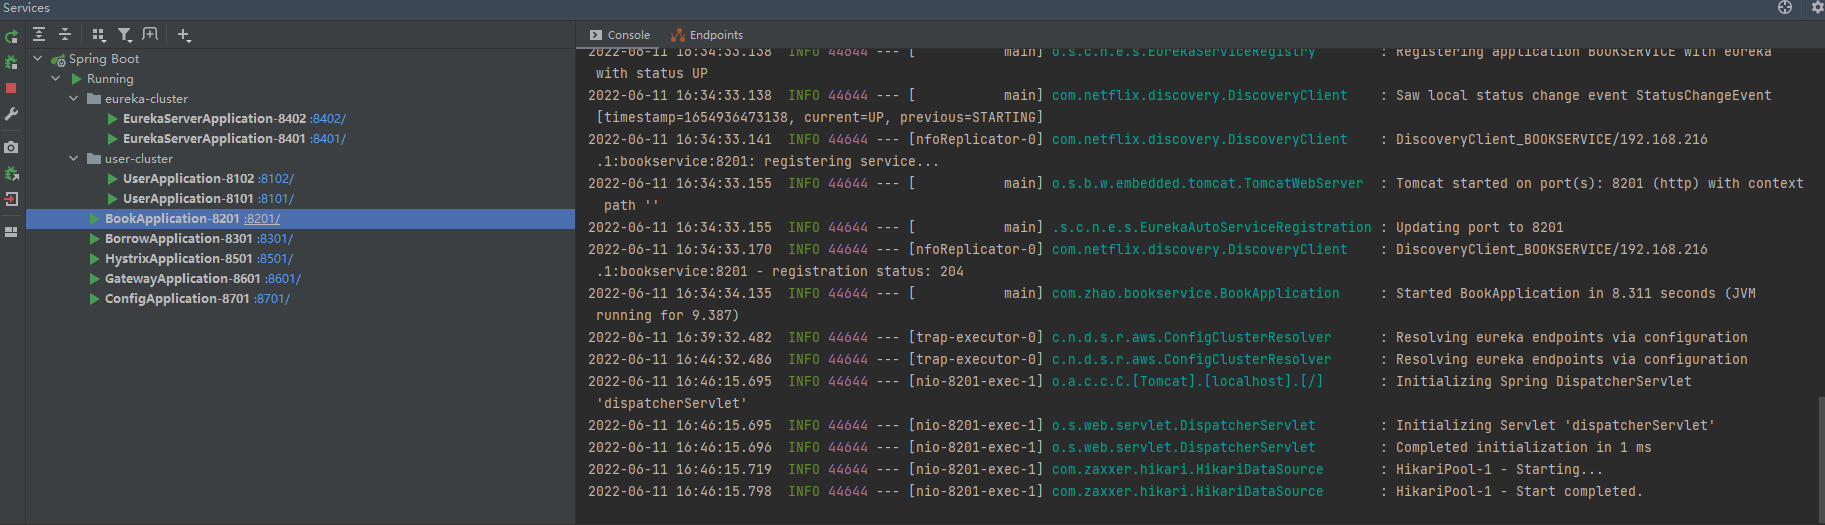 Services
Spring Boot
Running
eureka-cluster
EurekaServerApplication-8402 :8402/
EurekaServerApplication-8401 :8401/
user-cluster
UserApplication-8102 :8102/
UserApplication-8101 :8101/
BookApplication-8201 :8201/
BorrowApplication-8301 :8301/
HystrixApplication-8501 :8501/
GatewayApplication-8601 :8601/
ConfigApplication-8701 :8701/
Console Endpoints
2022-06-11 16:34:33.138 INFO 44644 --- [ main] o.s.c.n.e.s.EurekaServiceRegistry : Registering application BOOKSERVICE with eureka
with status UP
2022-06-11 16:34:33.138 INFO 44644 --- [ main] com.netflix.discovery.DiscoveryClient : Saw local status change event StatusChangeEvent
[timestamp=1654936473138, current=UP, previous=STARTING]
2022-06-11 16:34:33.141 INFO 44644 --- [nfoReplicator-0] com.netflix.discovery.DiscoveryClient : DiscoveryClient_BOOKSERVICE/192.168.216
.1:bookservice:8201: registering service...
2022-06-11 16:34:33.155 INFO 44644 --- [ main] o.s.b.w.embedded.tomcat.TomcatWebServer : Tomcat started on port(s): 8201 (http) with context
path ''
2022-06-11 16:34:33.155 INFO 44644 --- [ main] .s.c.n.e.s.EurekaAutoServiceRegistration : Updating port to 8201
2022-06-11 16:34:33.170 INFO 44644 --- [nfoReplicator-0] com.netflix.discovery.DiscoveryClient : DiscoveryClient_BOOKSERVICE/192.168.216
.1:bookservice:8201 - registration status: 204
2022-06-11 16:34:34.135 INFO 44644 --- [ main] com.zhao.bookservice.BookApplication : Started BookApplication in 8.311 seconds (JVM
running for 9.387)
2022-06-11 16:39:32.482 INFO 44644 --- [trap-executor-0] c.n.d.s.r.aws.ConfigClusterResolver : Resolving eureka endpoints via configuration
2022-06-11 16:44:32.486 INFO 44644 --- [trap-executor-0] c.n.d.s.r.aws.ConfigClusterResolver : Resolving eureka endpoints via configuration
2022-06-11 16:46:15.695 INFO 44644 --- [nio-8201-exec-1] o.a.c.c.C.[Tomcat].[localhost].[/] : Initializing Spring DispatcherServlet
'dispatcherServlet'
2022-06-11 16:46:15.695 INFO 44644 --- [nio-8201-exec-1] o.s.web.servlet.DispatcherServlet : Initializing Servlet 'dispatcherServlet'
2022-06-11 16:46:15.696 INFO 44644 --- [nio-8201-exec-1] o.s.web.servlet.DispatcherServlet : Completed initialization in 1 ms
2022-06-11 16:46:15.719 INFO 44644 --- [nio-8201-exec-1] com.zaxxer.hikari.HikariDataSource : HikariPool-1 - Starting...
2022-06-11 16:46:15.798 INFO 44644 --- [nio-8201-exec-1] com.zaxxer.hikari.HikariDataSource : HikariPool-1 - Start completed.